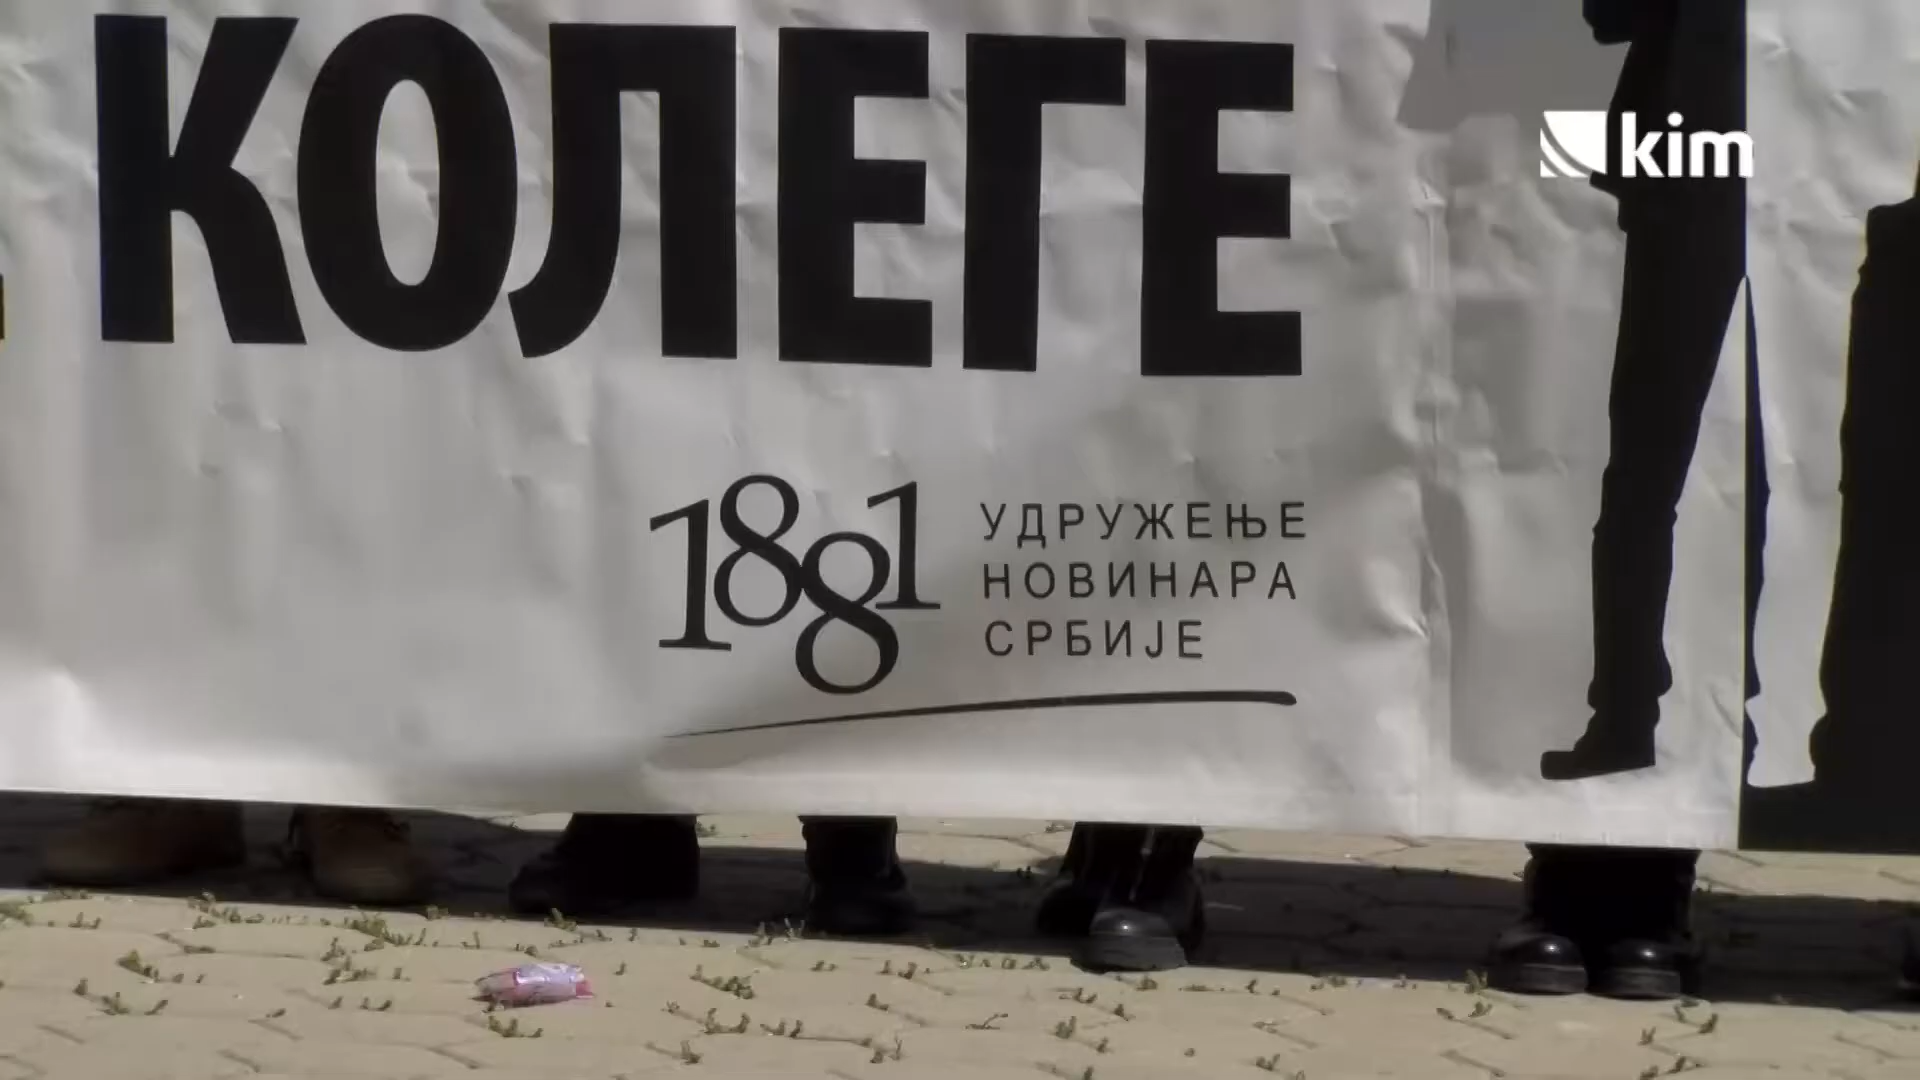 КОЛЕГЕ
kim
1881
УДРУЖЕЊЕ
НОВИНАРА
СРБИЈЕ